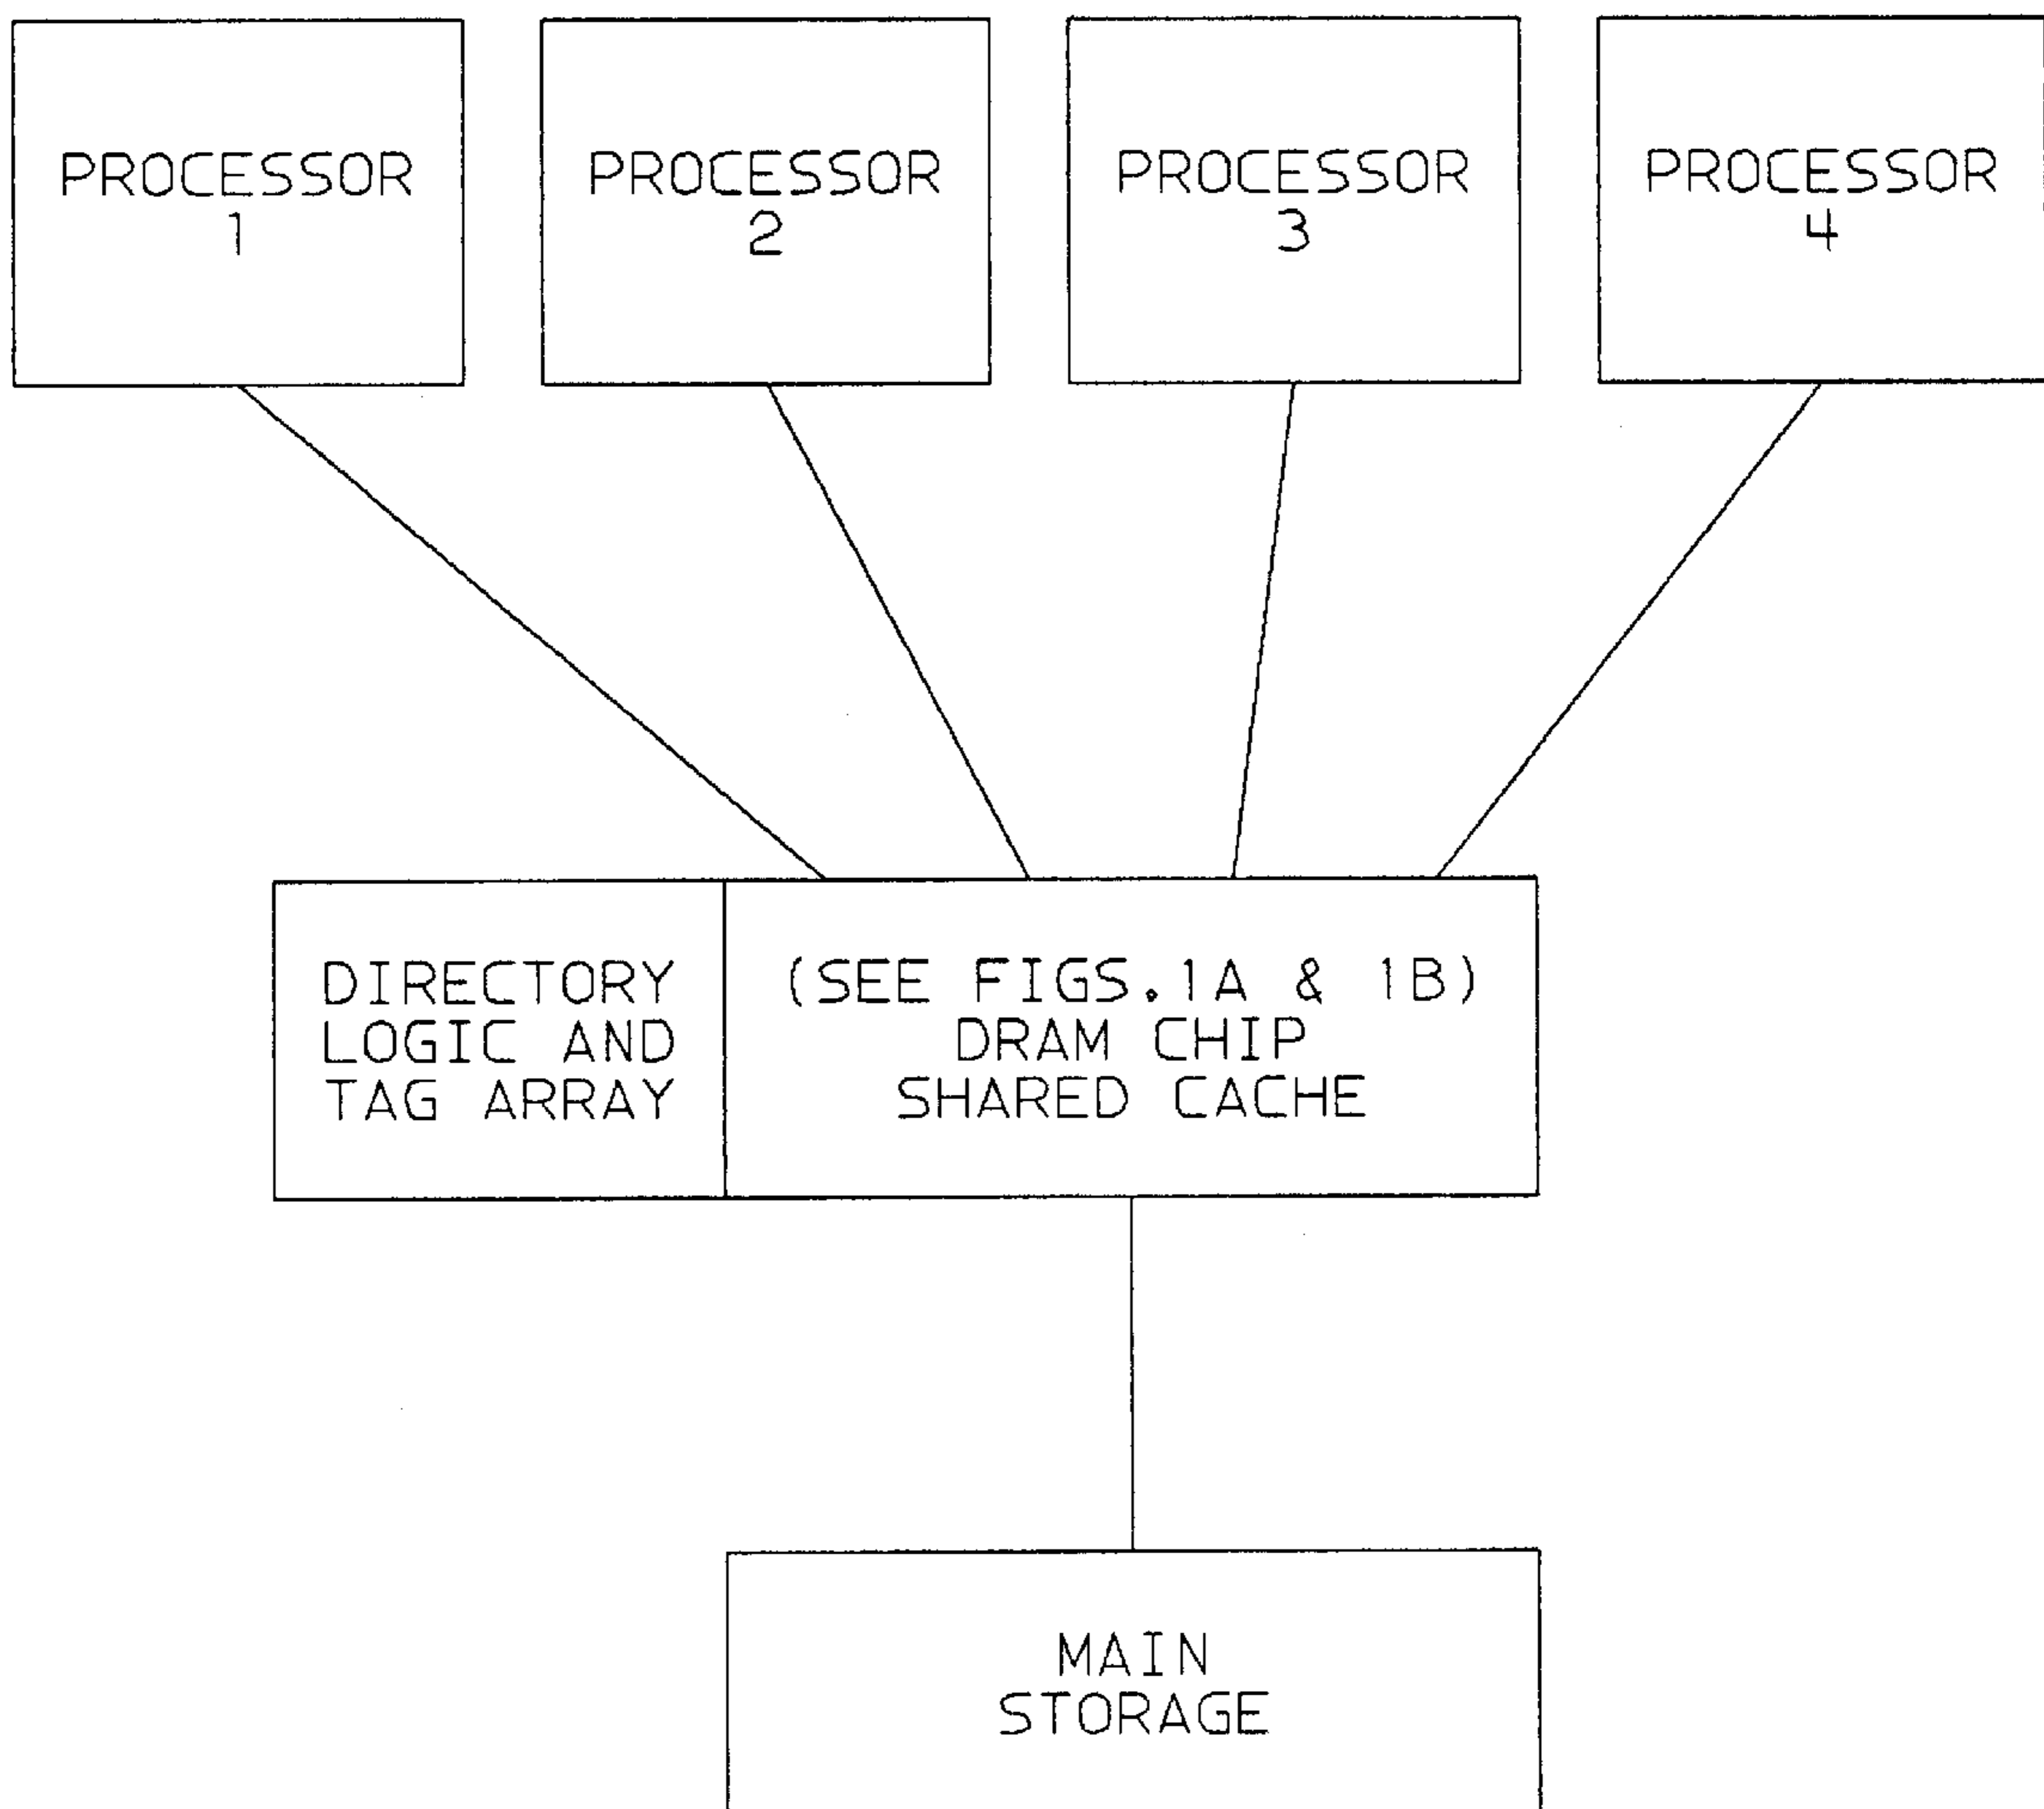 PROCESSOR
1
PROCESSOR
2
PROCESSOR
3
PROCESSOR
4
DIRECTORY
LOGIC AND
TAG ARRAY
(SEE FIGS.1A & 1B)
DRAM CHIP
SHARED CACHE
MAIN
STORAGE